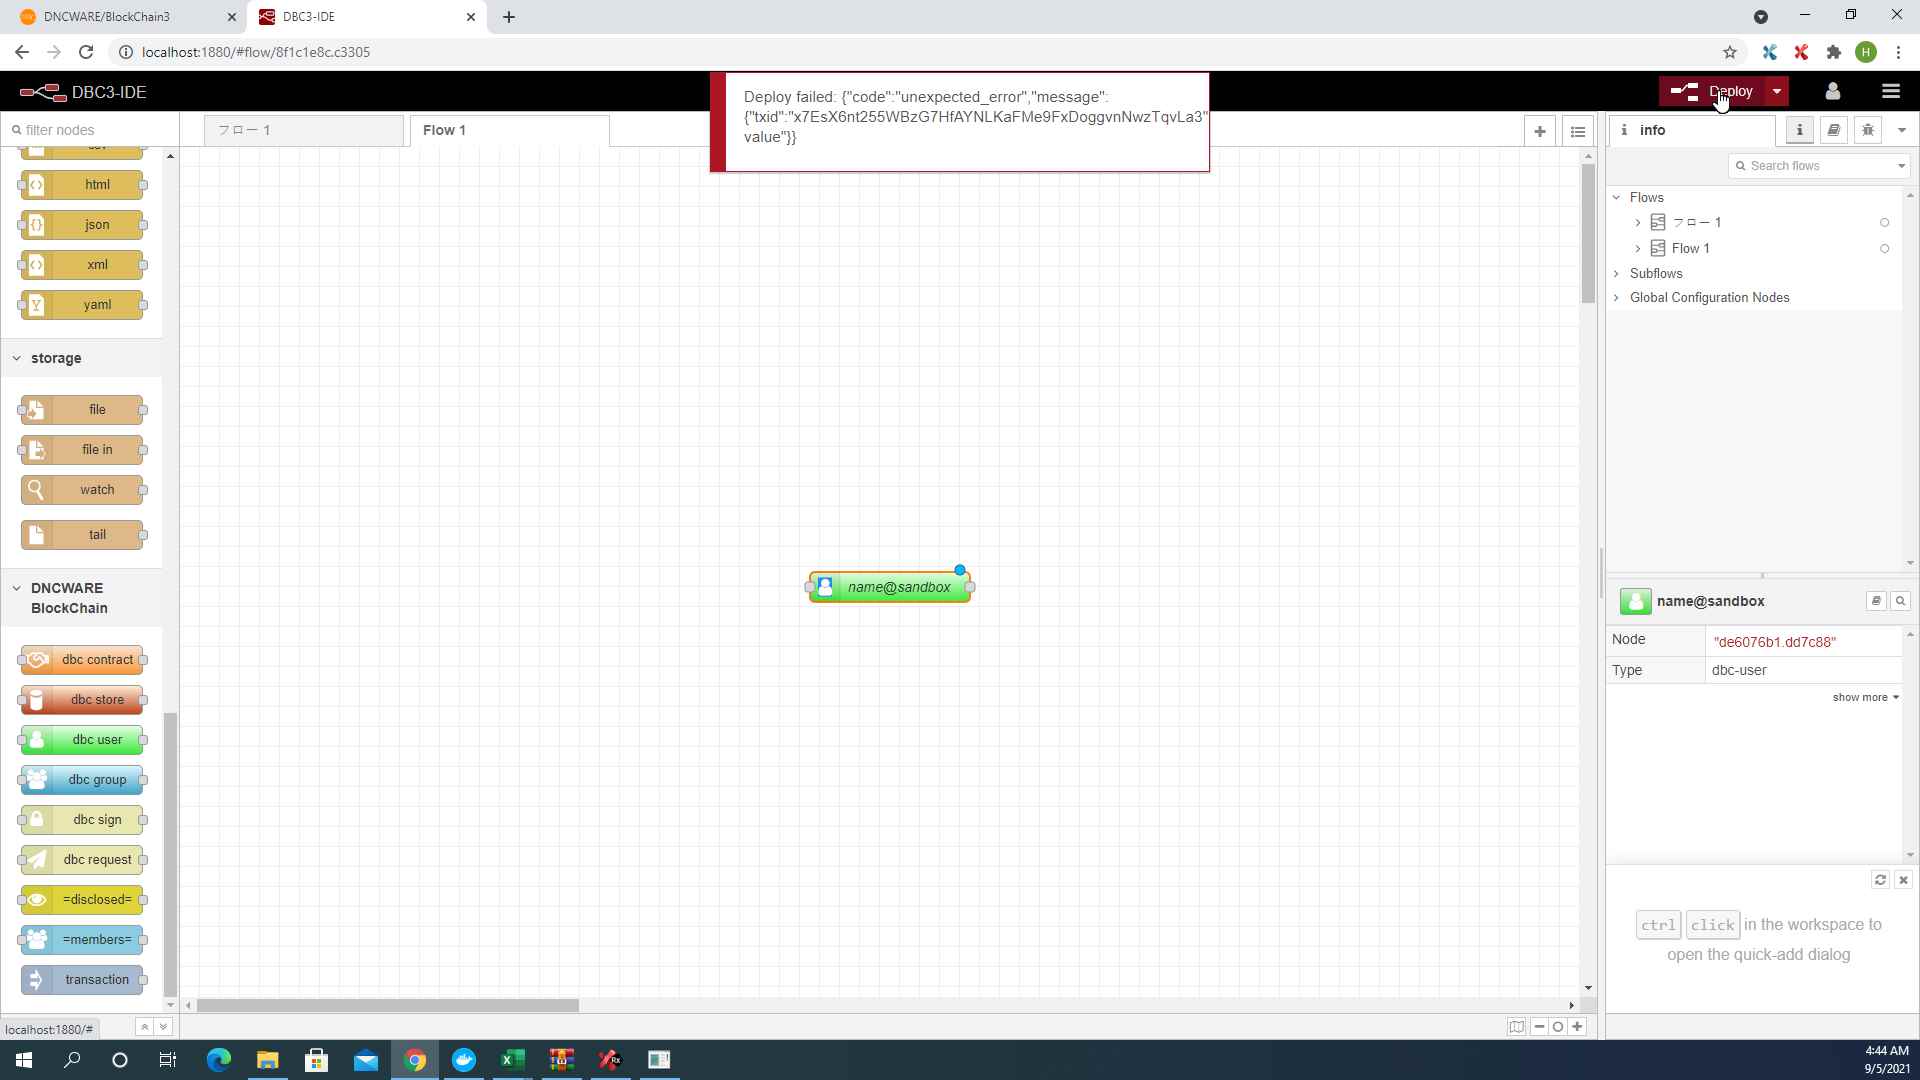 DNCWARE/BlockChain3
DBC3-IDE
localhost:1880/#flow/8f1c1e8c.c3305
H
DBC3-IDE
Deploy failed: {"code":"unexpected_error","message":
{"txid":"x7EsX6nt255WBzG7HfAYNLKaFMe9FxDoggvnNwzTqvLa3"
value"}}
Deploy
filter nodes
フロー 1
Flow 1
info
Search flows
html
json
xml
yaml
storage
file
file in
watch
tail
DNCWARE
BlockChain
dbc contract
dbc store
dbc user
dbc group
dbc sign
dbc request
=disclosed=
=members=
transaction
name@sandbox
Flows
フロー 1
Flow 1
Subflows
Global Configuration Nodes
name@sandbox
Node
"de6076b1.dd7c88"
Type
dbc-user
show more
ctrl click in the workspace to
open the quick-add dialog
localhost:1880/#
4:44 AM
9/5/2021